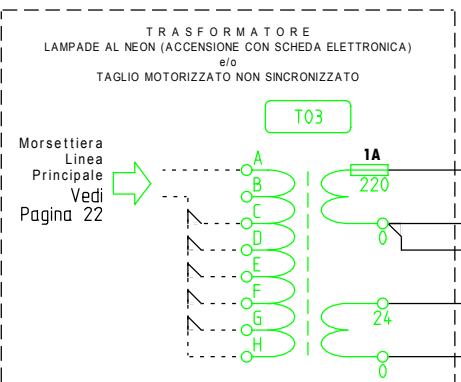 TRASFORMATORE
LAMPADE AL NEON (ACCENSIONE CON SCHEDA ELETTRONICA)
e/o
TAGLIO MOTORIZZATO NON SINCRONIZZATO
T03
Morsettiera
Linea
Principale
Vedi
Pagina 22
A
B
C
D
E
F
G
H
1A
220
0
24
0